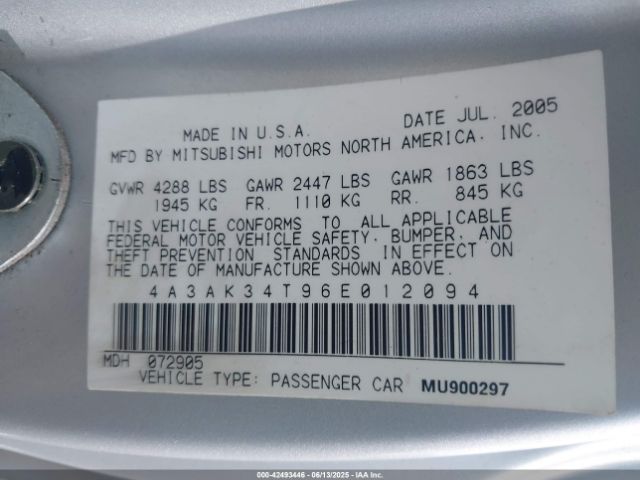 MADE IN U.S.A. DATE JUL. 2005
MFD BY MITSUBISHI MOTORS NORTH AMERICA. INC.
GVWR 4288 LBS GAWR 2447 LBS GAWR 1863 LBS
1945 KG FR. 1110 KG RR. 845 KG
THIS VEHICLE CONFORMS TO ALL APPLICABLE
FEDERAL MOTOR VEHICLE SAFETY. BUMPER. AND
THEFT PREVENTION STANDARDS IN EFFECT ON
THE DATE OF MANUFACTURE SHOWN ABOVE.
4A3AK34T96E012094
MDH 072905
VEHICLE TYPE: PASSENGER CAR MU900297
000-42493446 - 06/13/2025 - IAAI Inc.